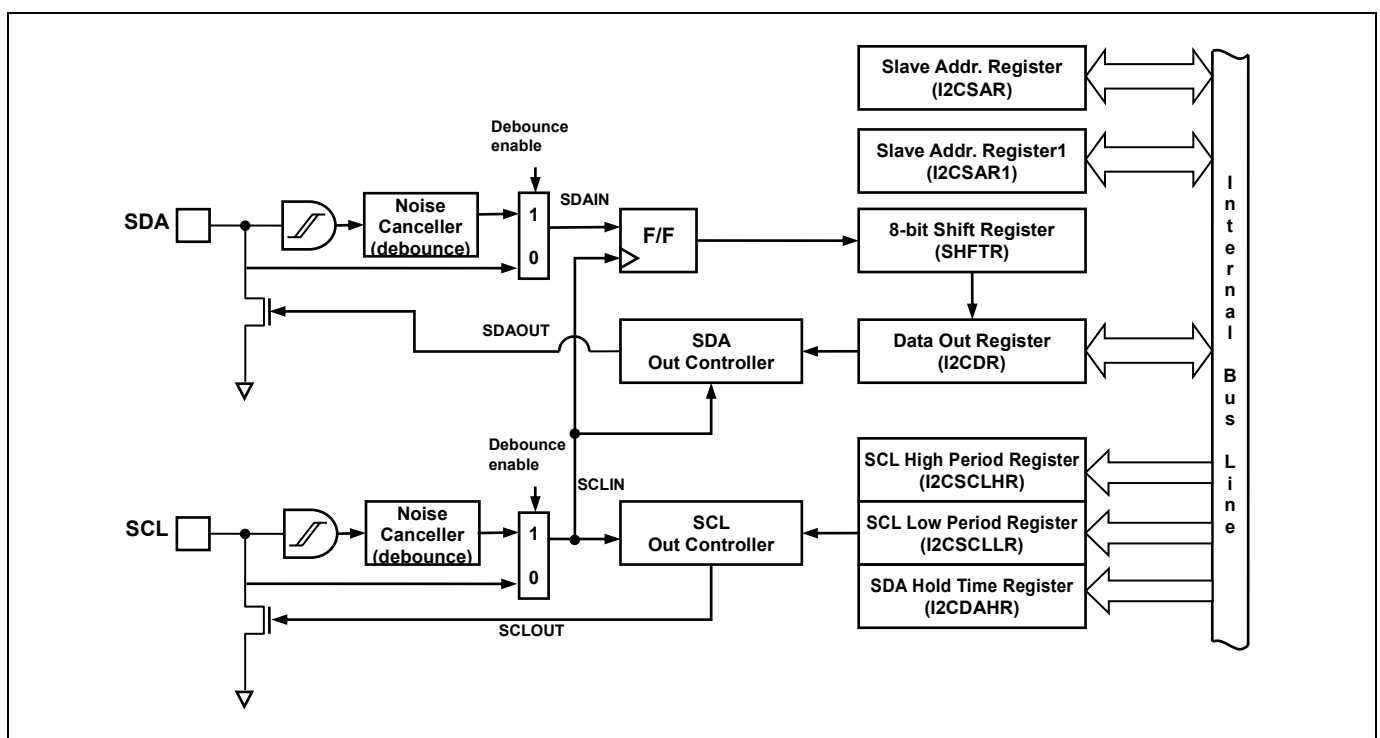 Slave Addr. Register
(I2CSAR)
Slave Addr. Register1
(I2CSAR1)
Debounce
enable
SDA
Noise
Canceller
(debounce)
1
0
SDAIN
F/F
8-bit Shift Register
(SHFTR)
SDAOUT
SDA
Out Controller
Data Out Register
(I2CDR)
Internal Bus Line
Debounce
enable
SCLIN
SCL
Noise
Canceller
(debounce)
1
0
SCL
Out Controller
SCL High Period Register
(I2CSCLHR)
SCL Low Period Register
(I2CSCLLR)
SDA Hold Time Register
(I2CDAHR)
SCLOUT